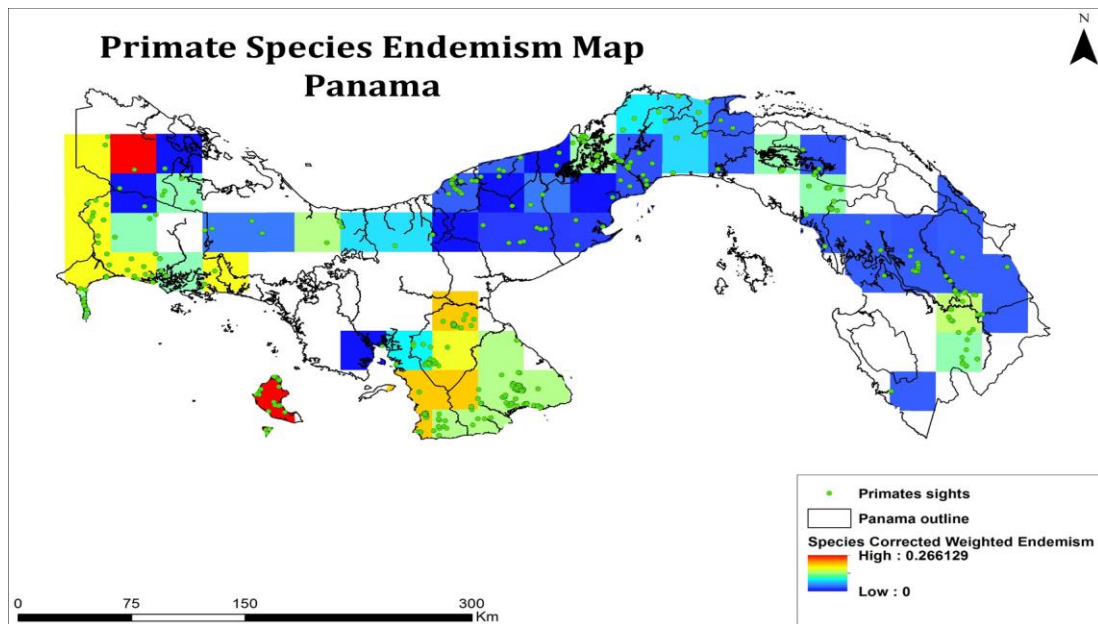 Primate Species Endemism Map
Panama
N
Primates sights
Panama outline
Species Corrected Weighted Endemism
High : 0.266129
Low : 0
0 75 150 300
Km